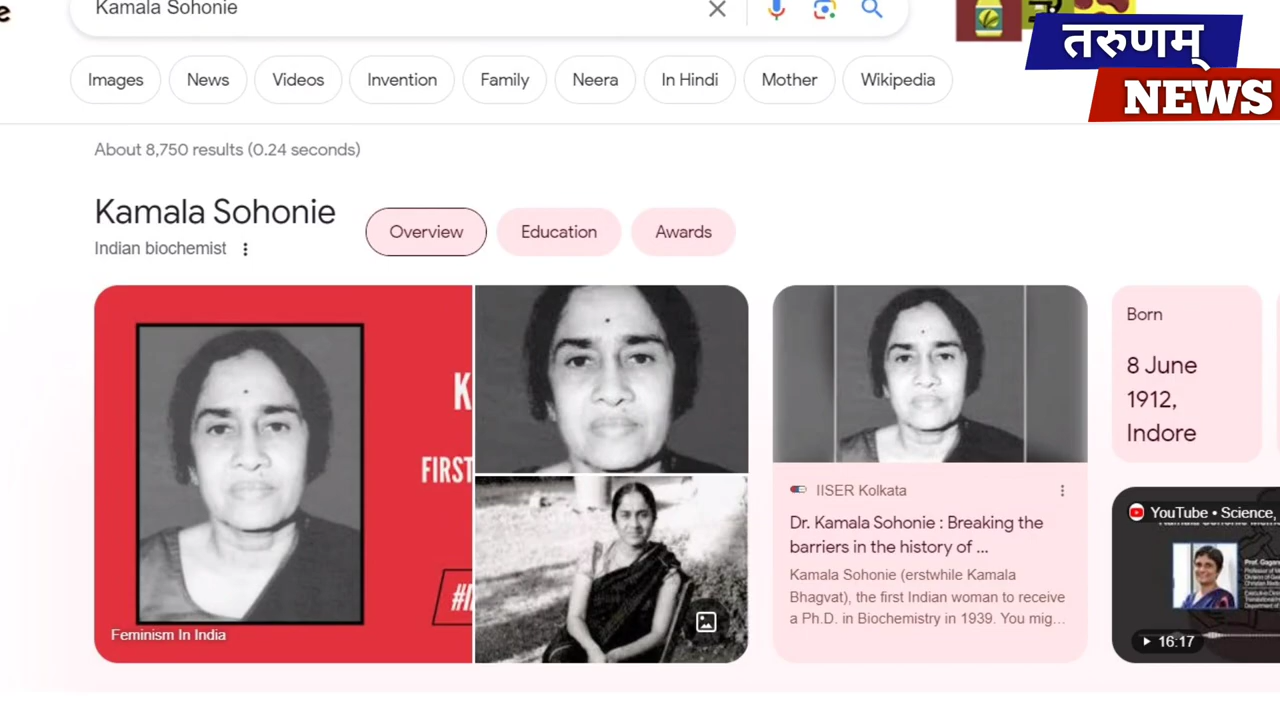 Kamala Sohonie
तरुणम्
NEWS
Images
News
Videos
Invention
Family
Neera
In Hindi
Mother
Wikipedia
About 8,750 results (0.24 seconds)
Kamala Sohonie
Indian biochemist
Overview
Education
Awards
K
FIRST
Feminism In India
IISER Kolkata
Dr. Kamala Sohonie : Breaking the
barriers in the history of ...
Kamala Sohonie (erstwhile Kamala
Bhagvat), the first Indian woman to receive
a Ph.D. in Biochemistry in 1939. You mig...
Born
8 June
1912,
Indore
YouTube • Science,
16:17